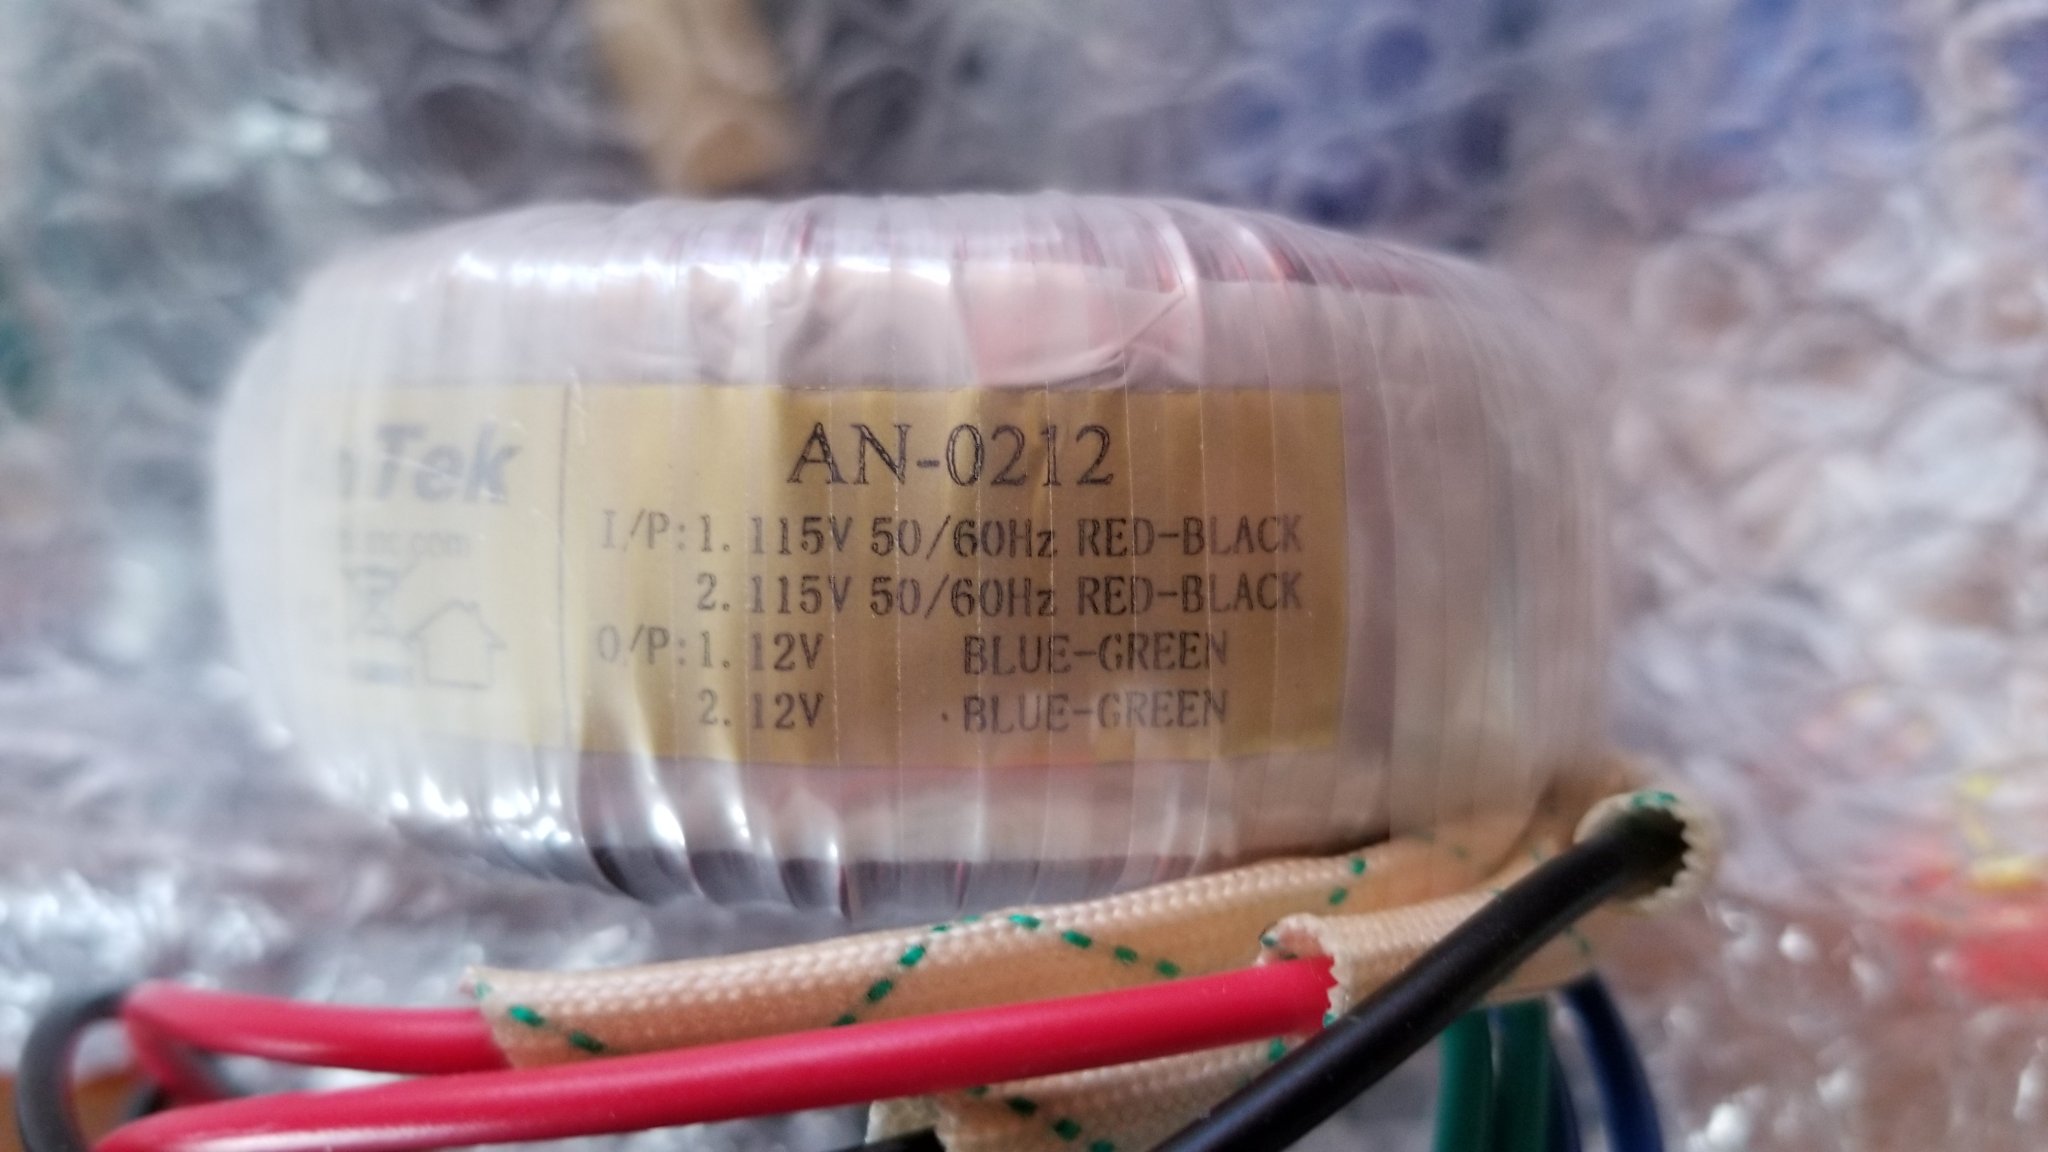 Tek
AN-0212
I/P:1. 115V 50/60Hz RED-BLACK
2. 115V 50/60Hz RED-BLACK
O/P:1. 12V BLUE-GREEN
2. 12V BLUE-GREEN